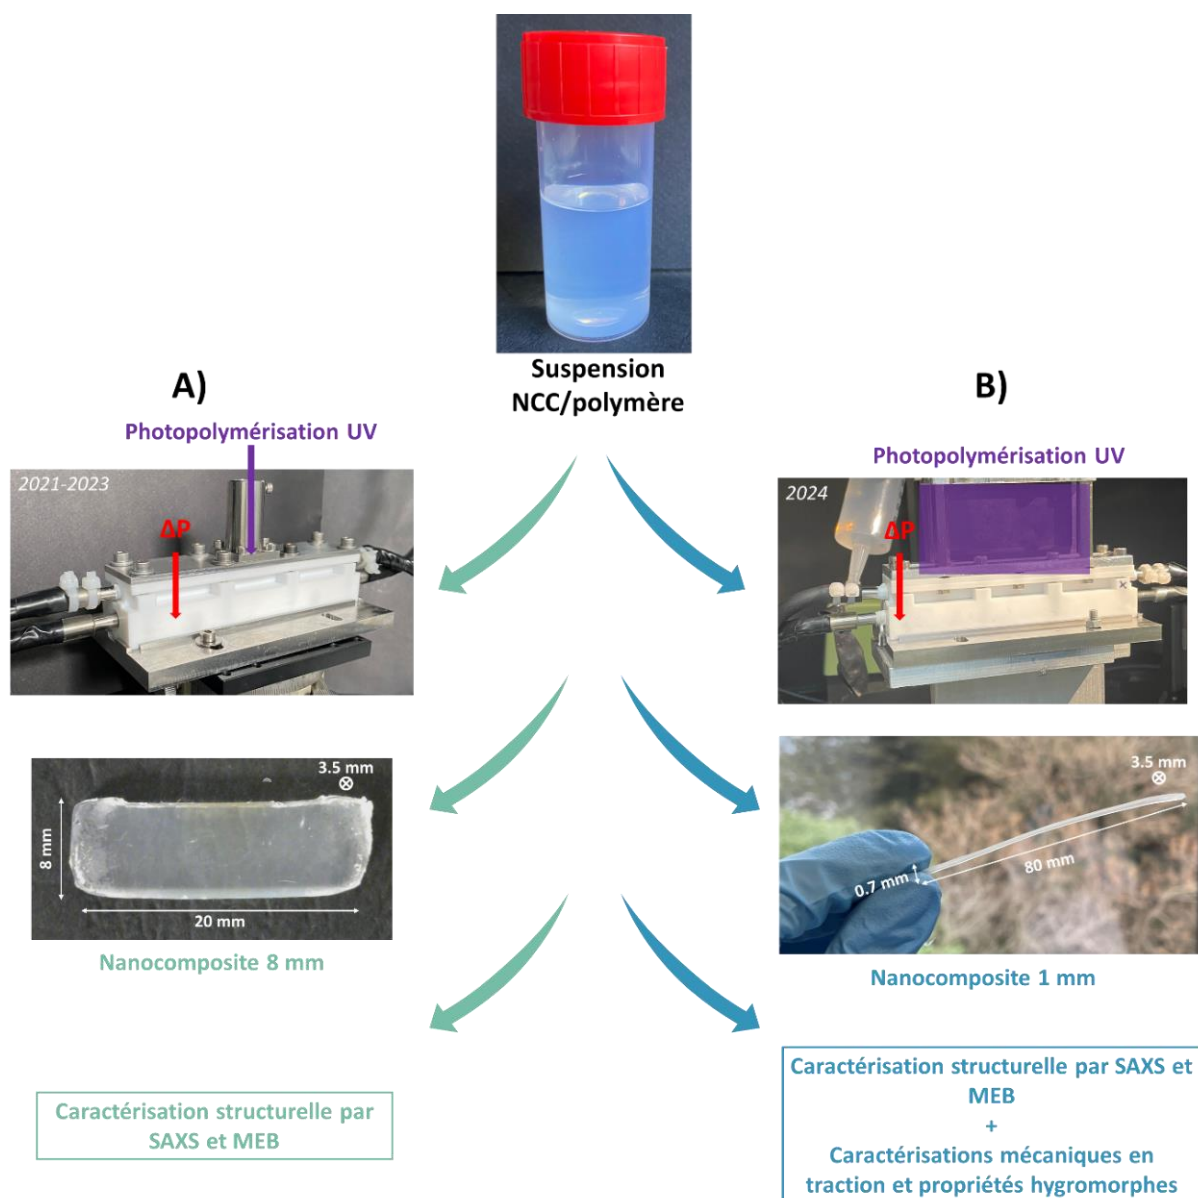 Suspension
NCC/polymère
A)
Photopolymérisation UV
2021-2023
ΔP
3.5 mm
8 mm
20 mm
Nanocomposite 8 mm
Caractérisation structurelle par
SAXS et MEB
B)
Photopolymérisation UV
2024
ΔP
3.5 mm
0.7 mm
80 mm
Nanocomposite 1 mm
Caractérisation structurelle par SAXS et
MEB
+
Caractérisations mécaniques en
traction et propriétés hygromorphes